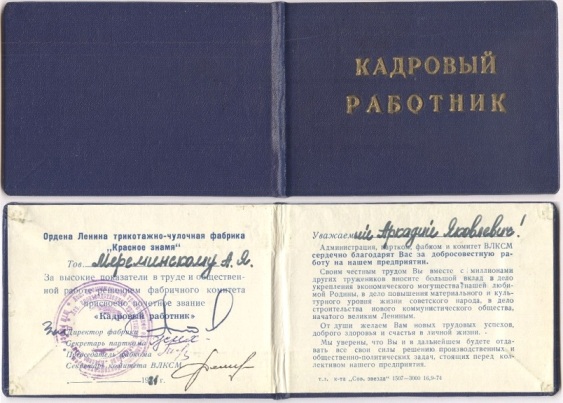 КАДРОВЫЙ
РАБОТНИК
Ордена Ленина трикотажно-чулочная фабрика
„Красное знамя"
Тов. Мереминскому А. Я.
За высокие показатели в труде и обществен-
ной работе решением фабричного комитета
присвоено почетное звание
«Кадровый работник»
Директор фабрики
Секретарь парткома
Председатель фабкома
Секретарь комитета ВЛКСМ
Уважаемый Аркадий Яковлевич!
Администрация, партком, фабком и комитет ВЛКСМ
сердечно благодарят Вас за добросовестную ра-
боту на нашем предприятии.
Своим честным трудом Вы вместе с миллионами
других тружеников вносите большой вклад в дело
укрепления экономического могущества нашей люби-
мой Родины, в дело повышения материального и куль-
турного уровня жизни советского народа, в дело
строительства нового коммунистического общества,
начатого великим Лениным.
От души желаем Вам новых трудовых успехов,
доброго здоровья и счастья в личной жизни.
Мы уверены, что Вы и в дальнейшем будете отда-
вать все свои силы решению производственных и
общественно-политических задач, стоящих перед кол-
лективом нашего предприятия.